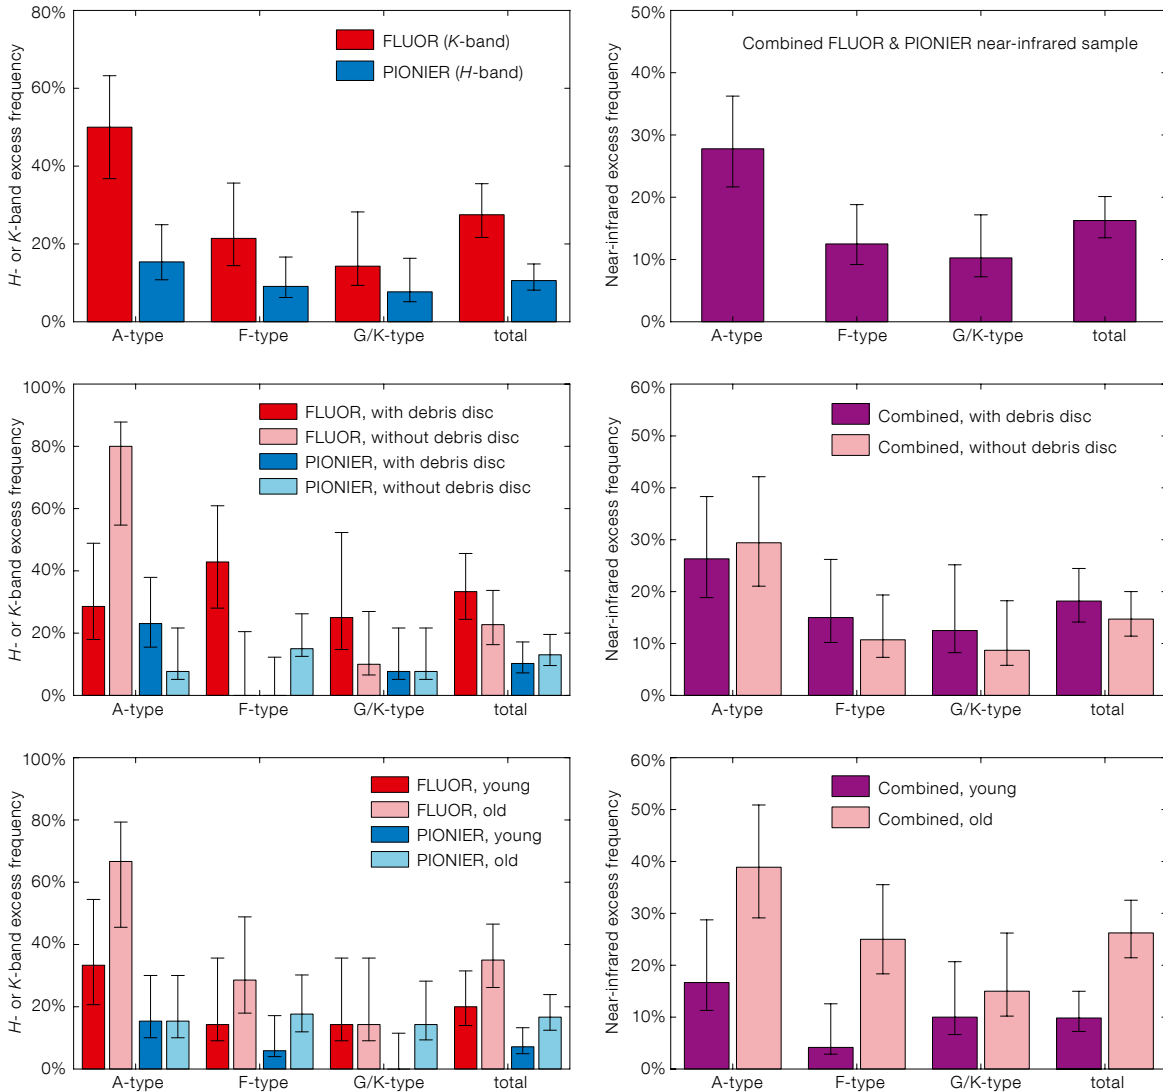 H- or K-band excess frequency
80%
60%
40%
20%
0%
FLUOR (K-band)
PIONIER (H-band)
A-type F-type G/K-type total
Near-infrared excess frequency
50%
40%
30%
20%
10%
0%
Combined FLUOR & PIONIER near-infrared sample
A-type F-type G/K-type total
H- or K-band excess frequency
100%
80%
60%
40%
20%
0%
FLUOR, with debris disc
FLUOR, without debris disc
PIONIER, with debris disc
PIONIER, without debris disc
A-type F-type G/K-type total
Near-infrared excess frequency
60%
50%
40%
30%
20%
10%
0%
Combined, with debris disc
Combined, without debris disc
A-type F-type G/K-type total
H- or K-band excess frequency
100%
80%
60%
40%
20%
0%
FLUOR, young
FLUOR, old
PIONIER, young
PIONIER, old
A-type F-type G/K-type total
Near-infrared excess frequency
60%
50%
40%
30%
20%
10%
0%
Combined, young
Combined, old
A-type F-type G/K-type total